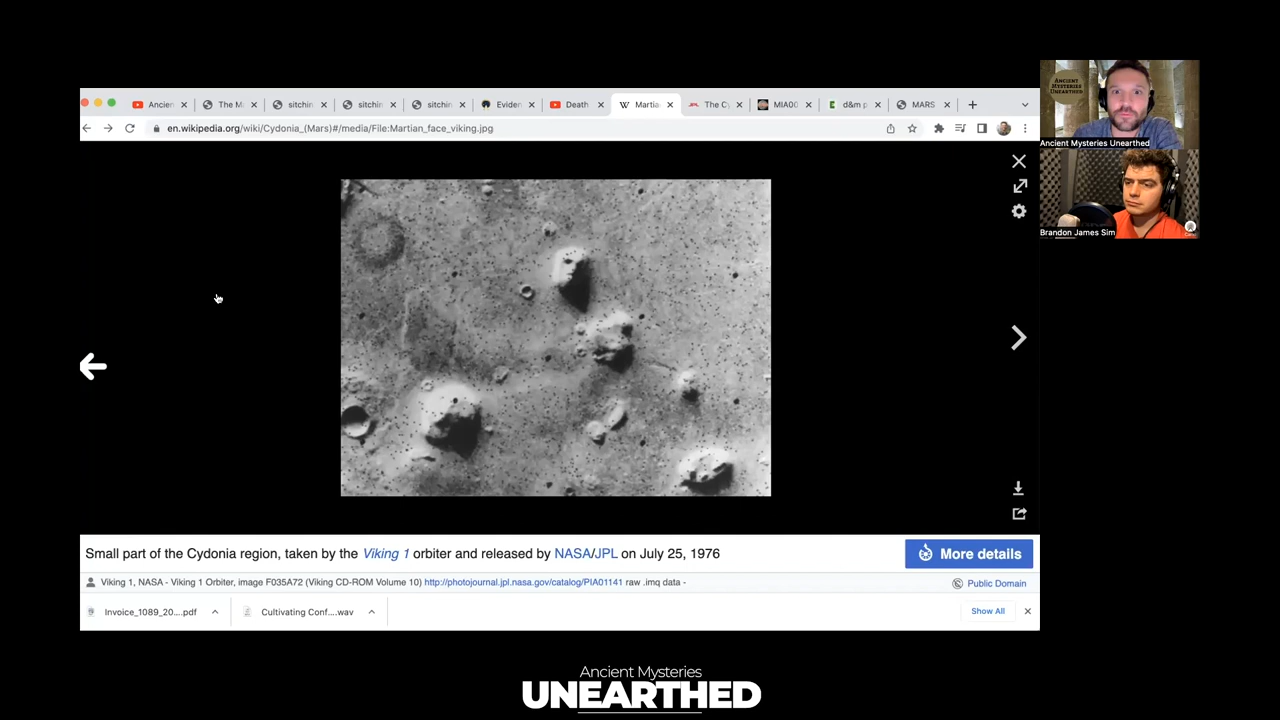 Ancien
The M
sitchin
sitchin
sitchin
Eviden
Death
W
Martia
The Cy
MIA00
d&m p
MARS
en.wikipedia.org/wiki/Cydonia_(Mars)#/media/File:Martian_face_viking.jpg
ANCIENT
MYSTERIES
UNEARTHED
Ancient Mysteries Unearthed
Brandon James Sim
Small part of the Cydonia region, taken by the Viking 1 orbiter and released by NASA/JPL on July 25, 1976
More details
Viking 1, NASA - Viking 1 Orbiter, image F035A72 (Viking CD-ROM Volume 10) http://photojournal.jpl.nasa.gov/catalog/PIA01141 raw .imq data -
Public Domain
Invoice_1089_20....pdf
Cultivating Conf....wav
Show All
Ancient Mysteries
UNEARTHED